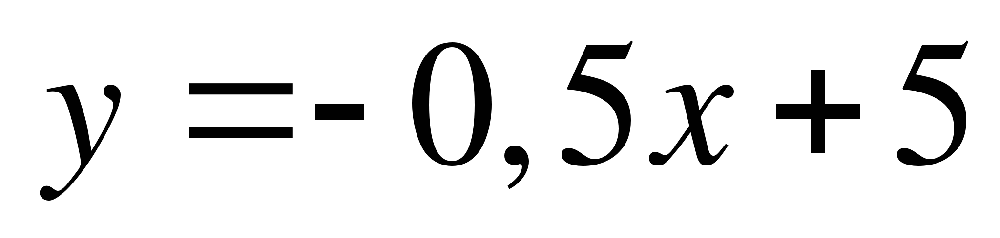 y = - 0,5x + 5